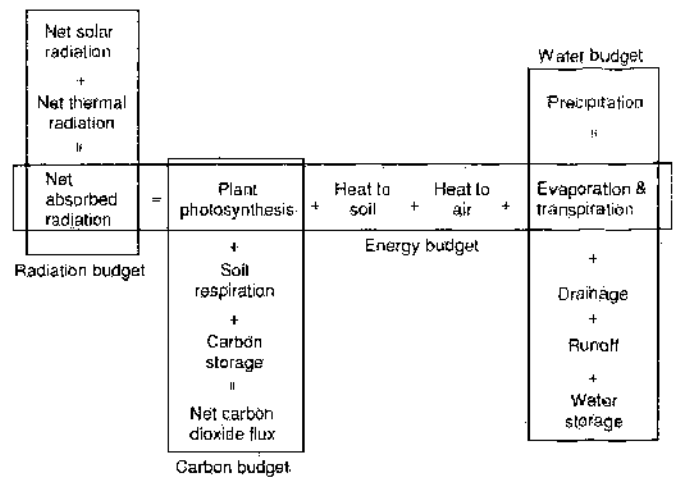 Net solar
radiation
+
Net thermal
radiation
=
Net
absorbed
radiation
Radiation budget
=
Plant
photosynthesis
+
Soil
respiration
+
Carbon
storage
=
Net carbon
dioxide flux
Carbon budget
+
Heat to
soil
+
Heat to
air
+
Energy budget
Water budget
Precipitation
=
Evaporation &
transpiration
+
Drainage
+
Runoff
+
Water
storage